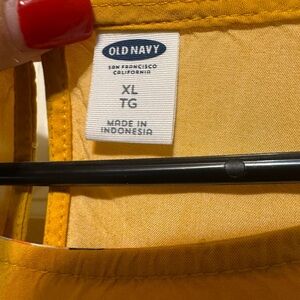 OLD NAVY
SAN FRANCISCO
CALIFORNIA
XL
TG
MADE IN
INDONESIA